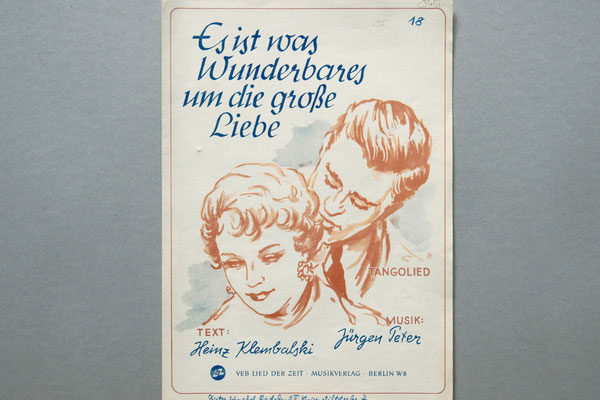 18
Es ist was
Wunderbares
um die große
Liebe
TANGOLIED
TEXT:
Heinz Klembalski
MUSIK:
Jürgen Peter
VEB LIED DER ZEIT · MUSIKVERLAG · BERLIN W8